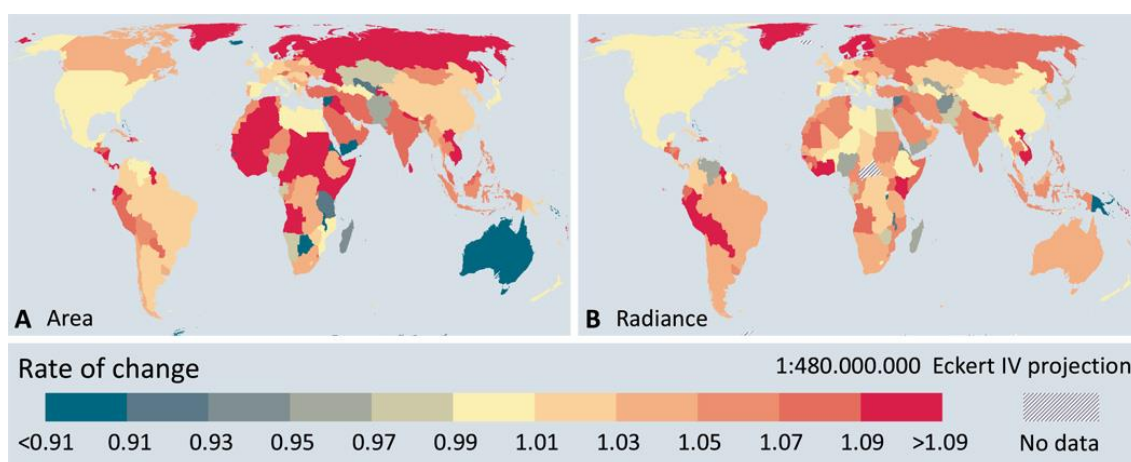 A Area
B Radiance
Rate of change
1:480.000.000 Eckert IV projection
<0.91 0.91 0.93 0.95 0.97 0.99 1.01 1.03 1.05 1.07 1.09 >1.09
No data